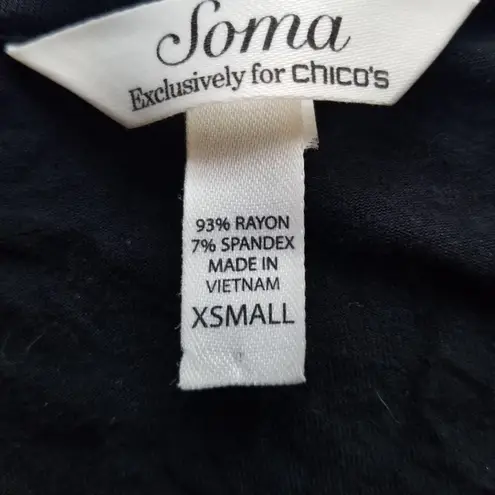 Soma
Exclusively for chico's
93% RAYON
7% SPANDEX
MADE IN
VIETNAM
XSMALL